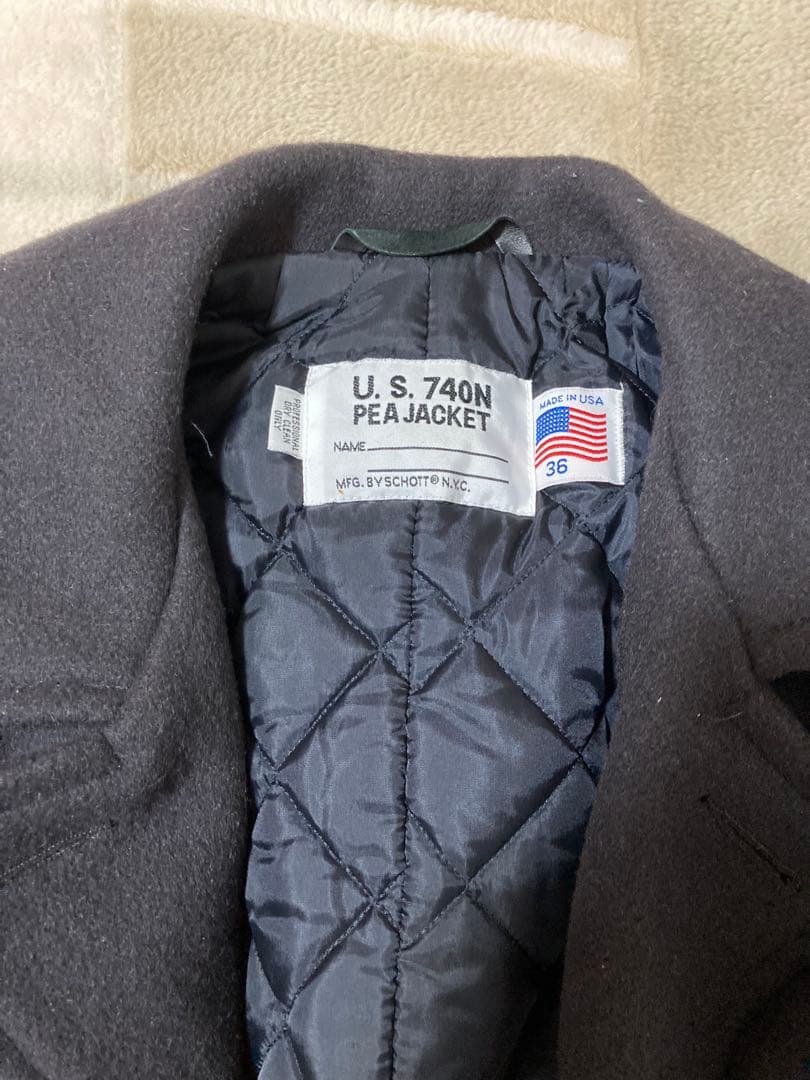 U. S. 740N
PEA JACKET
NAME
MFG. BY SCHOTT® N.Y.C.
PROFESSIONAL
DRY CLEAN
ONLY
MADE IN USA
36